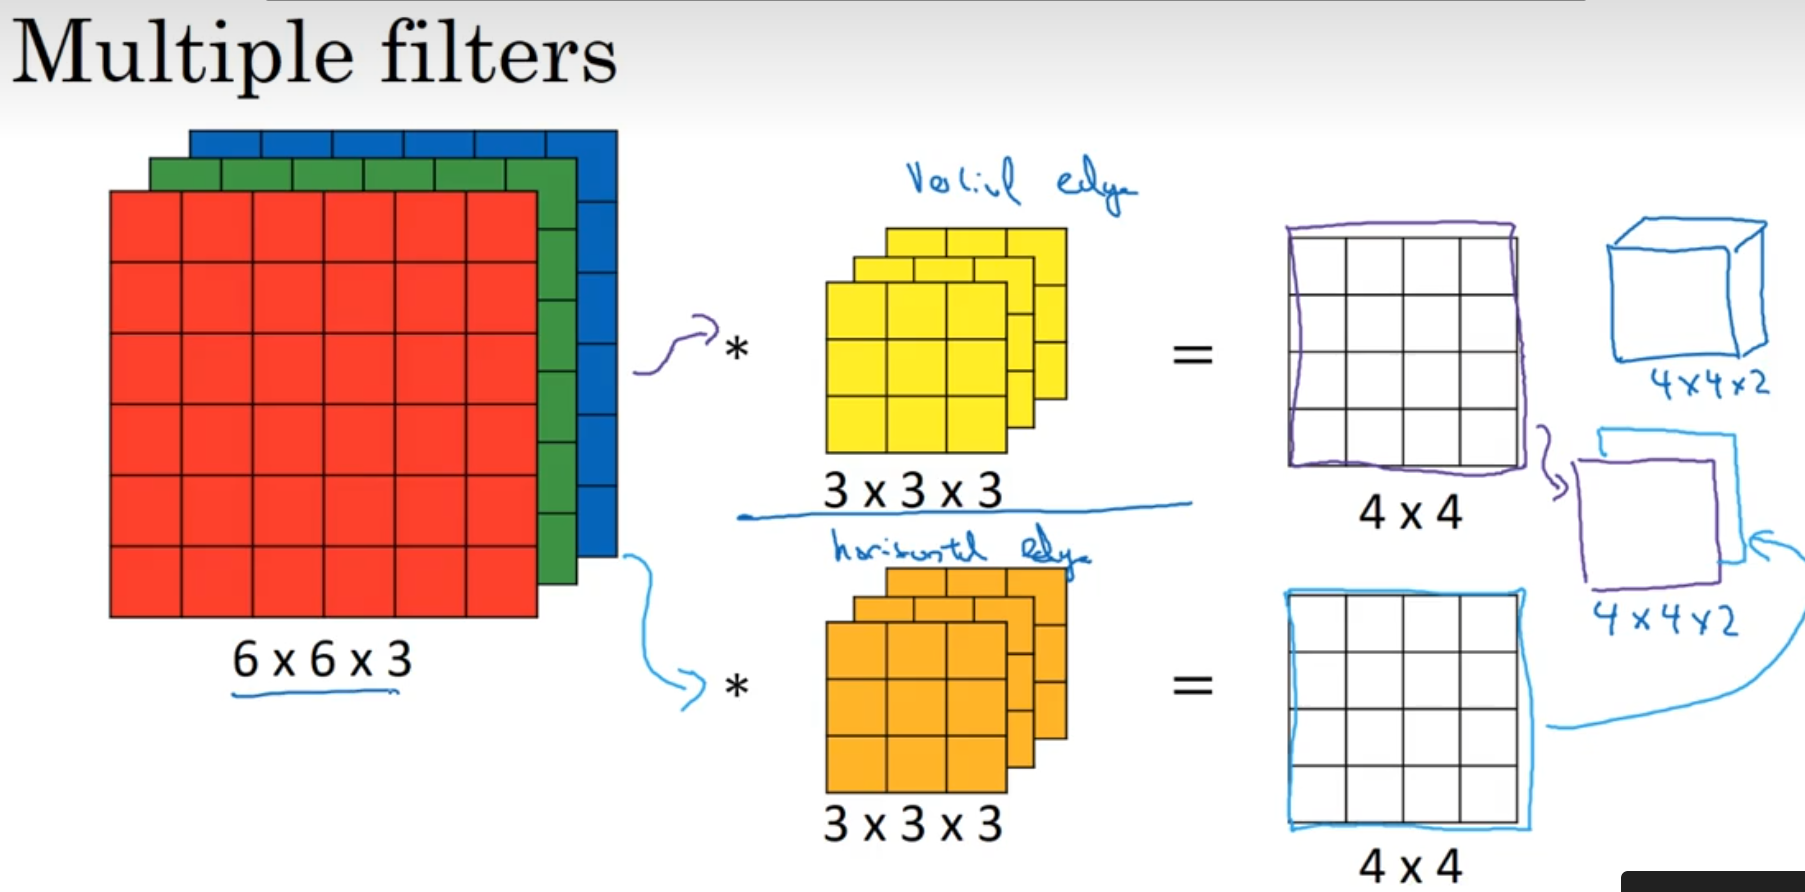 Multiple filters
Vertical edge
* =
3 x 3 x 3
4 x 4
4x4x2
6 x 6 x 3
horizontal edge
* =
3 x 3 x 3
4 x 4
4x4x2